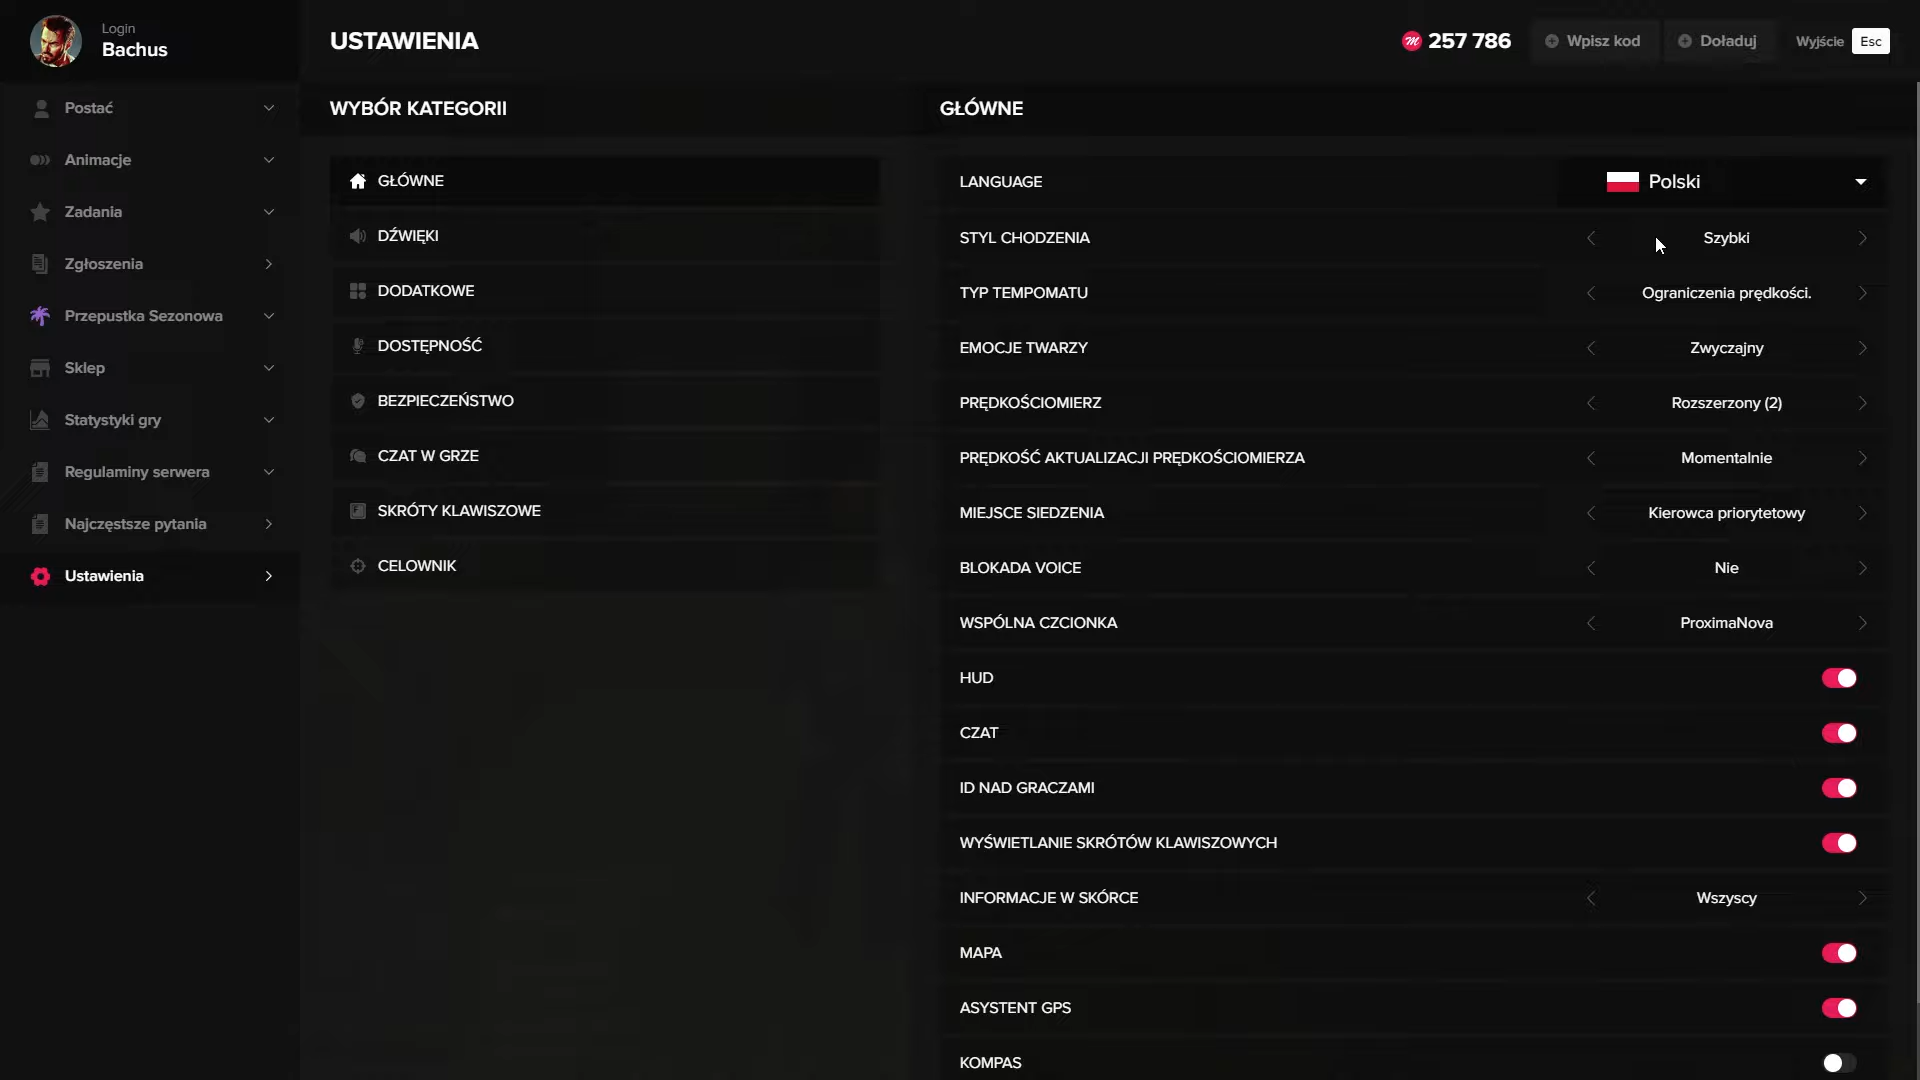 Login
Bachus
USTAWIENIA
257 786
Wpisz kod
Doładuj
Wyjście
Esc
Postać
Animacje
Zadania
Zgłoszenia
Przepustka Sezonowa
Sklep
Statystyki gry
Regulaminy serwera
Najczęstsze pytania
Ustawienia
WYBÓR KATEGORII
GŁÓWNE
DŹWIĘKI
DODATKOWE
DOSTĘPNOŚĆ
BEZPIECZEŃSTWO
CZAT W GRZE
SKRÓTY KLAWISZOWE
CELOWNIK
GŁÓWNE
LANGUAGE Polski
STYL CHODZENIA Szybki
TYP TEMPOMATU Ograniczenia prędkości.
EMOCJE TWARZY Zwyczajny
PRĘDKOŚCIOMIERZ Rozszerzony (2)
PRĘDKOŚĆ AKTUALIZACJI PRĘDKOŚCIOMIERZA Momentalnie
MIEJSCE SIEDZENIA Kierowca priorytetowy
BLOKADA VOICE Nie
WSPÓLNA CZCIONKA ProximaNova
HUD
CZAT
ID NAD GRACZAMI
WYŚWIETLANIE SKRÓTÓW KLAWISZOWYCH
INFORMACJE W SKÓRCE Wszyscy
MAPA
ASYSTENT GPS
KOMPAS